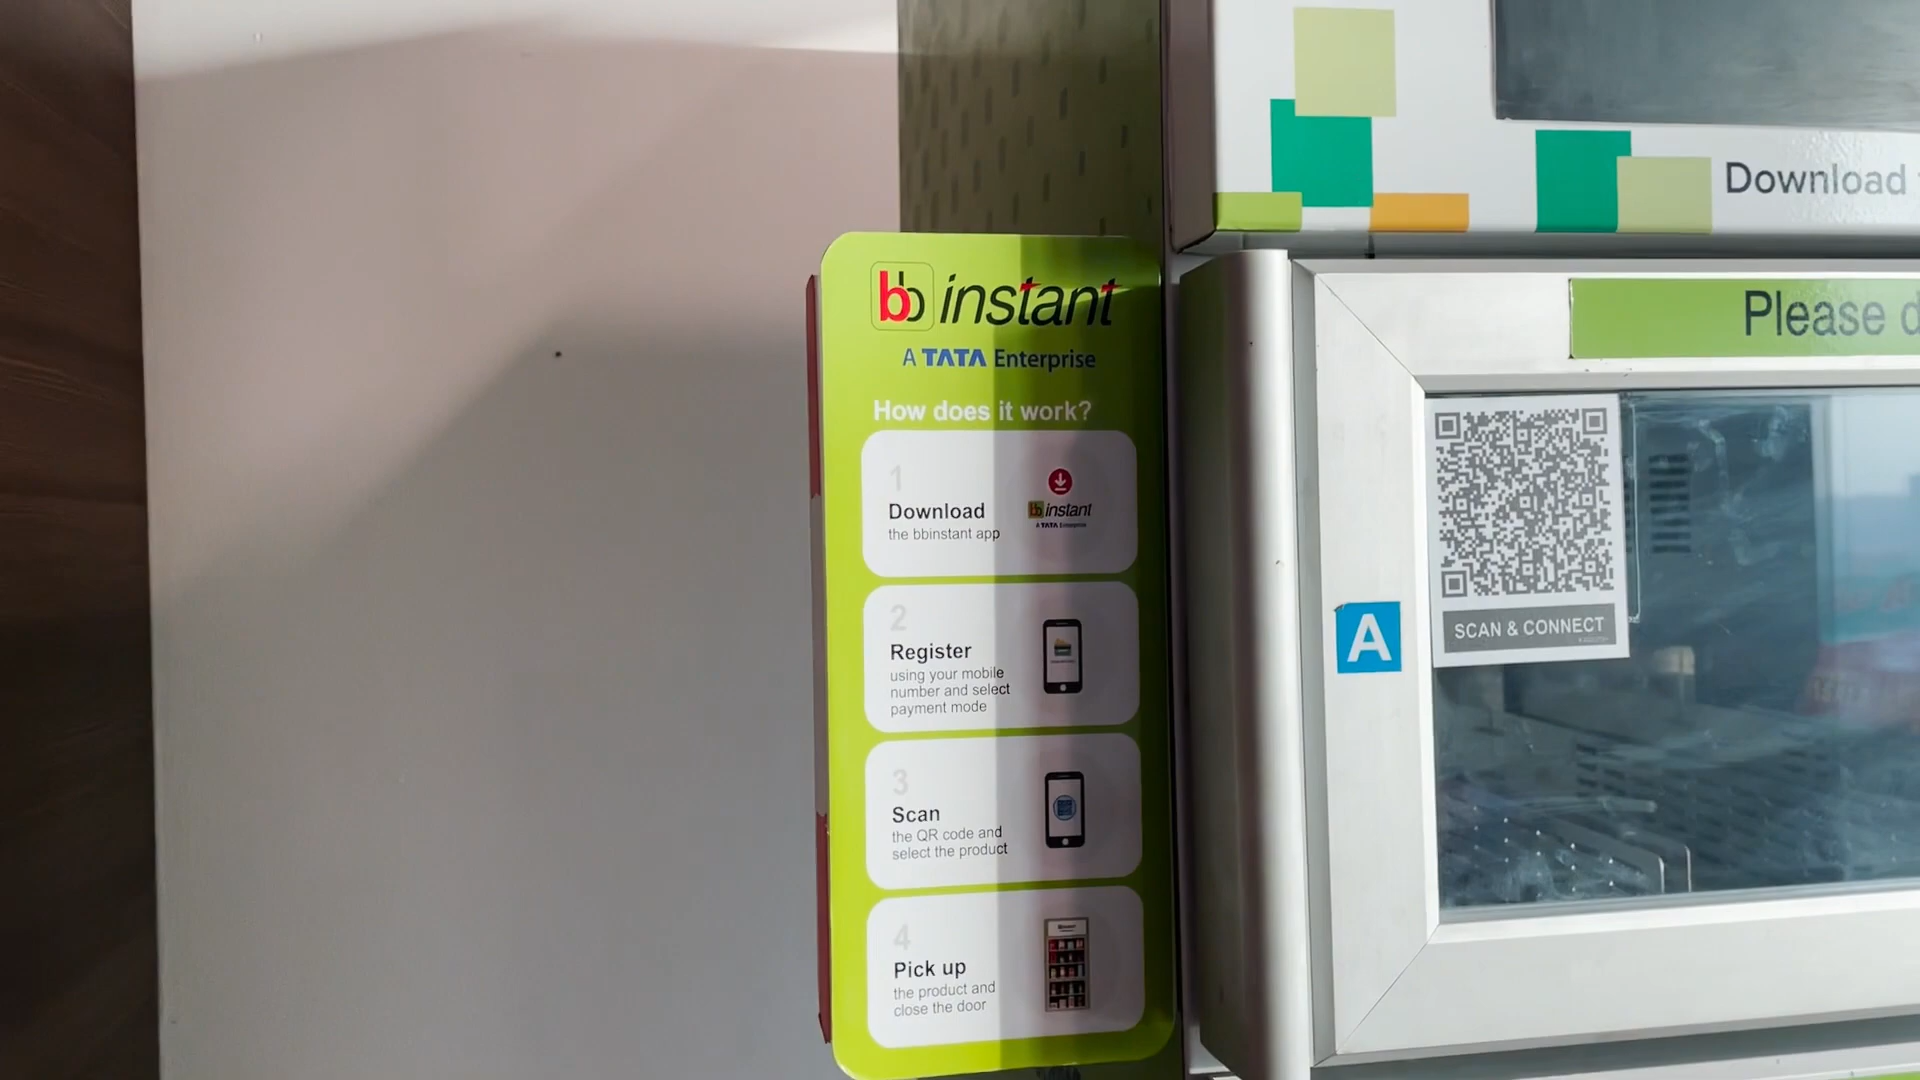 bb instant
A TATA Enterprise
How does it work?
1
Download
the bbinstant app
bb instant
A TATA Enterprise
2
Register
using your mobile
number and select
payment mode
3
Scan
the QR code and
select the product
4
Pick up
the product and
close the door
Download
Please
A
SCAN & CONNECT